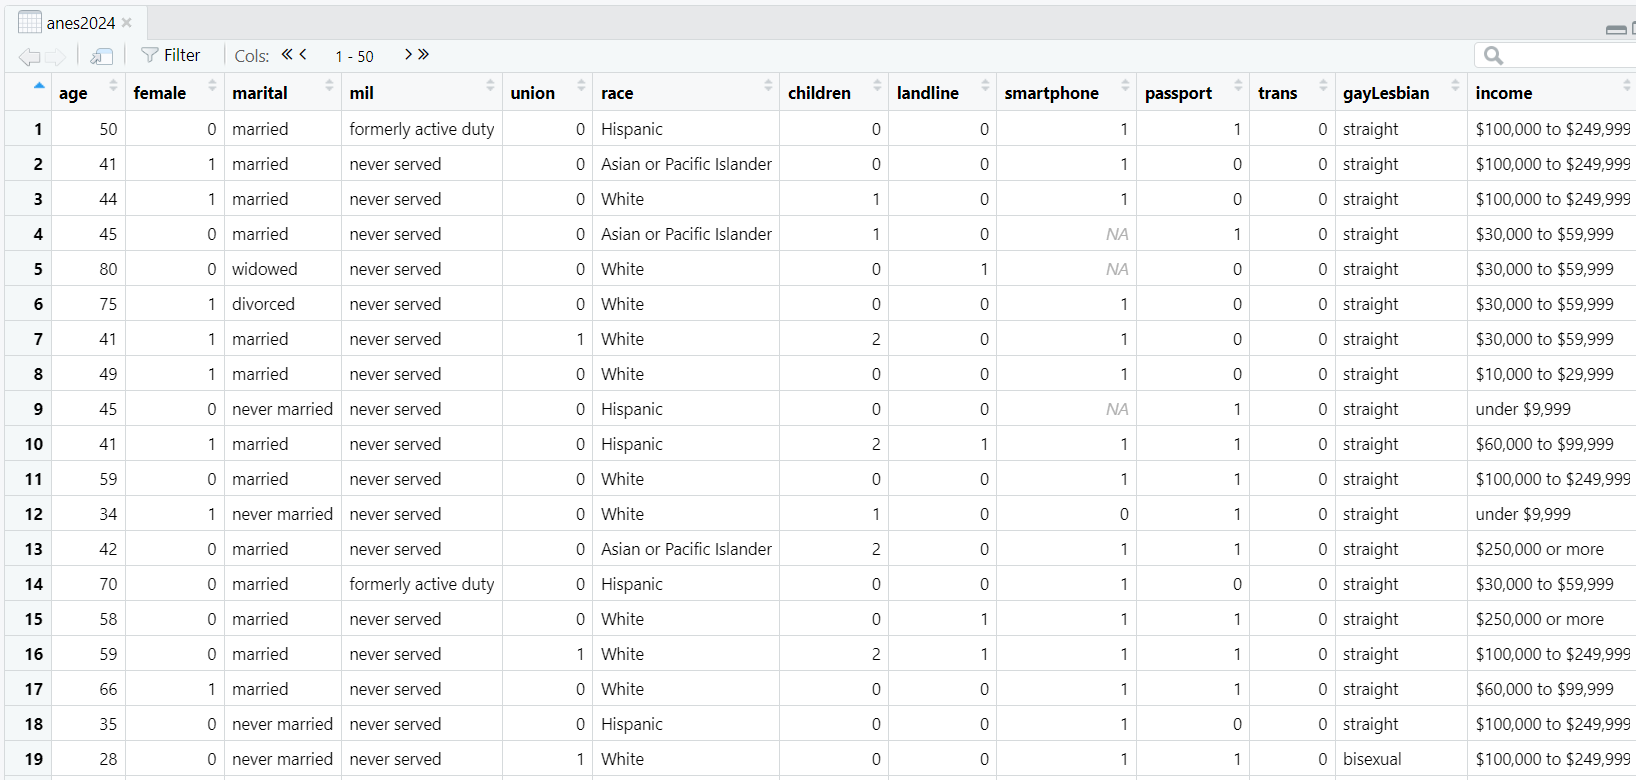 anes2024
Filter Cols: 1 - 50
age female marital mil union race children landline smartphone passport trans gayLesbian income
1 50 0 married formerly active duty 0 Hispanic 0 0 1 1 0 straight $100,000 to $249,999
2 41 1 married never served 0 Asian or Pacific Islander 0 0 1 0 0 straight $100,000 to $249,999
3 44 1 married never served 0 White 1 0 1 0 0 straight $100,000 to $249,999
4 45 0 married never served 0 Asian or Pacific Islander 1 0 NA 1 0 straight $30,000 to $59,999
5 80 0 widowed never served 0 White 0 1 NA 0 0 straight $30,000 to $59,999
6 75 1 divorced never served 0 White 0 0 1 0 0 straight $30,000 to $59,999
7 41 1 married never served 1 White 2 0 1 0 0 straight $30,000 to $59,999
8 49 1 married never served 0 White 0 0 1 0 0 straight $10,000 to $29,999
9 45 0 never married never served 0 Hispanic 0 0 NA 1 0 straight under $9,999
10 41 1 married never served 0 Hispanic 2 1 1 1 0 straight $60,000 to $99,999
11 59 0 married never served 0 White 0 0 1 1 0 straight $100,000 to $249,999
12 34 1 never married never served 0 White 1 0 0 1 0 straight under $9,999
13 42 0 married never served 0 Asian or Pacific Islander 2 0 1 1 0 straight $250,000 or more
14 70 0 married formerly active duty 0 Hispanic 0 0 1 0 0 straight $30,000 to $59,999
15 58 0 married never served 0 White 0 1 1 1 0 straight $250,000 or more
16 59 0 married never served 1 White 2 1 1 1 0 straight $100,000 to $249,999
17 66 1 married never served 0 White 0 0 1 1 0 straight $60,000 to $99,999
18 35 0 never married never served 0 Hispanic 0 0 1 0 0 straight $100,000 to $249,999
19 28 0 never married never served 1 White 0 0 1 1 0 bisexual $100,000 to $249,999